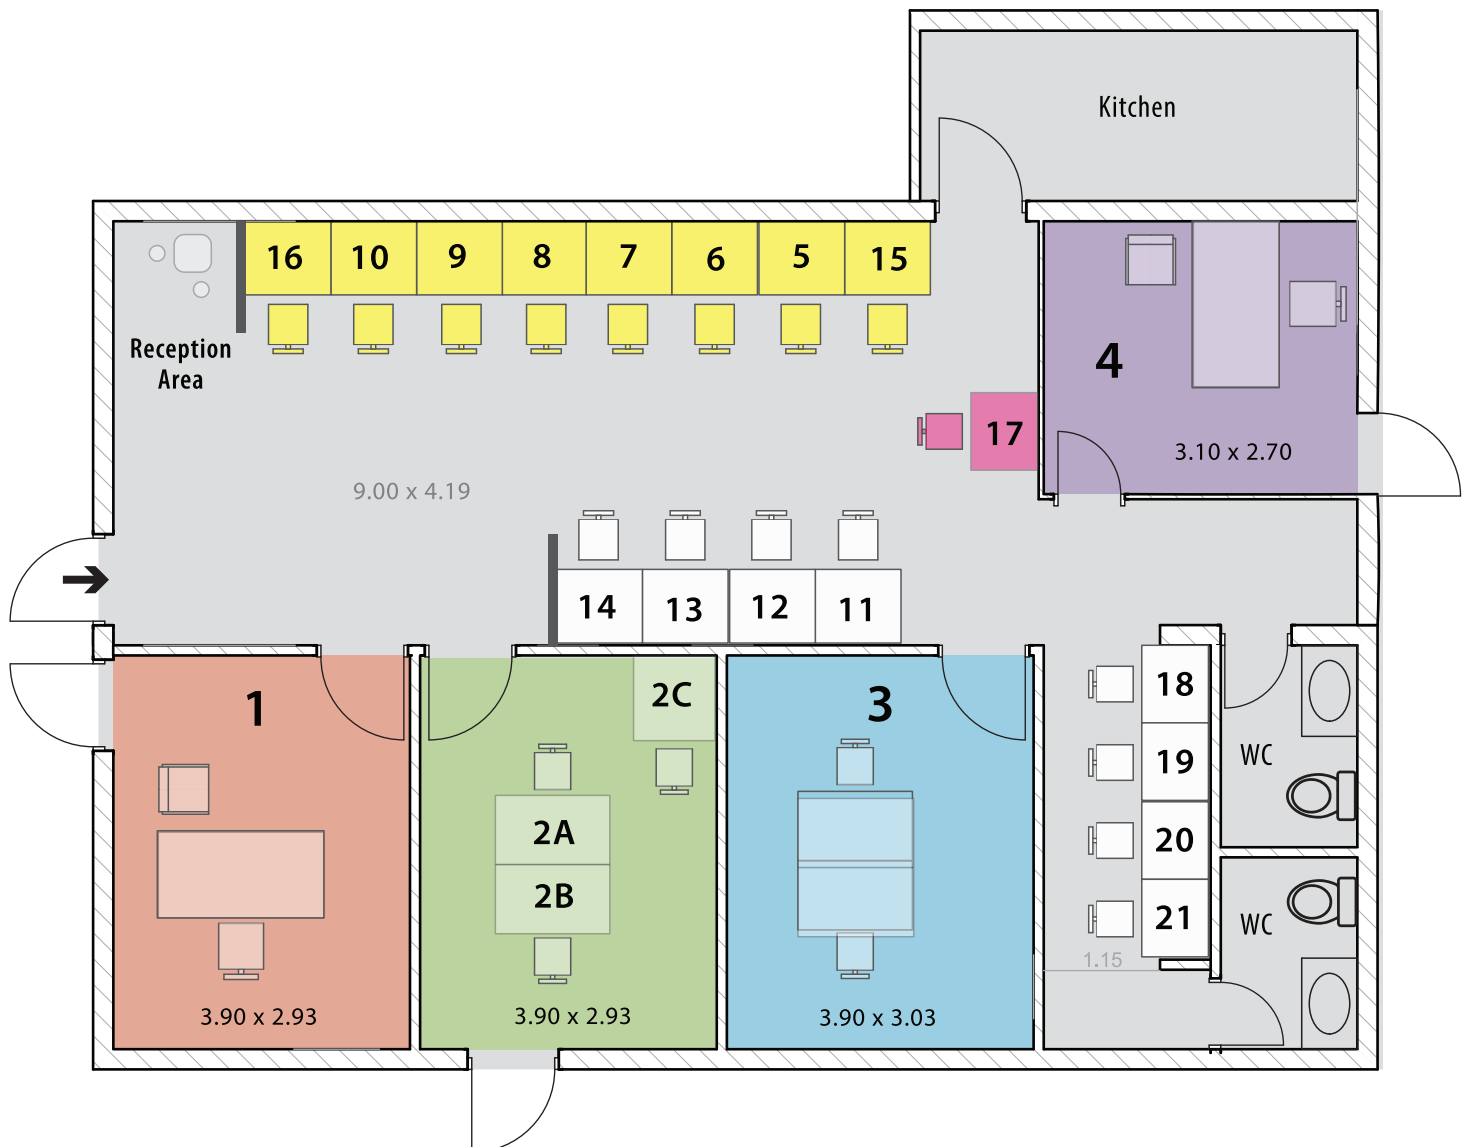 Kitchen
16 10 9 8 7 6 5 15
Reception
Area
4
17
3.10 x 2.70
9.00 x 4.19
14 13 12 11
1
2C
3
18
WC
19
2A
20
2B
21
WC
1.15
3.90 x 2.93
3.90 x 2.93
3.90 x 3.03